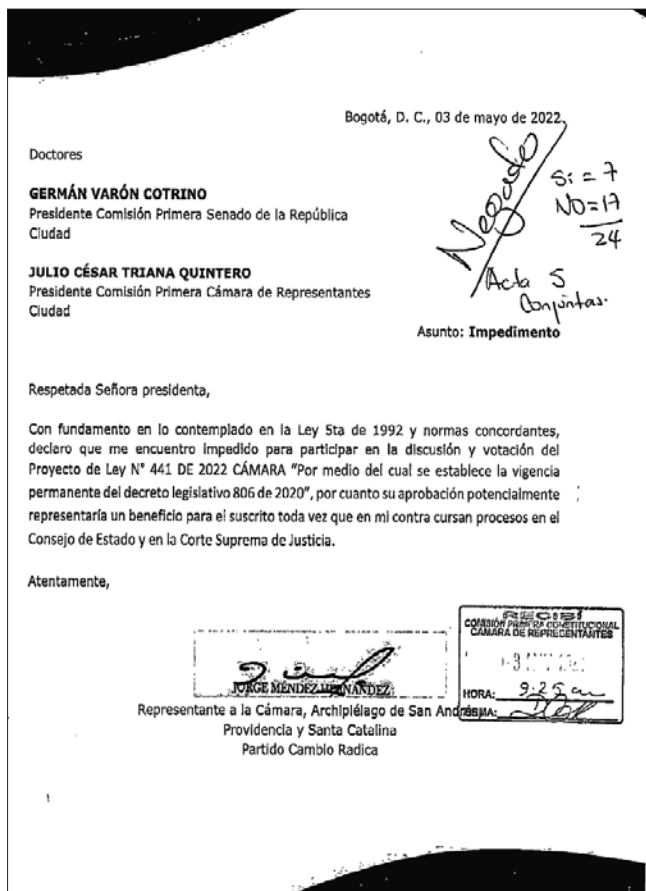 Bogotá, D. C., 03 de mayo de 2022.
Doctores
GERMÁN VARÓN COTRINO
Presidente Comisión Primera Senado de la República
Ciudad
JULIO CÉSAR TRIANA QUINTERO
Presidente Comisión Primera Cámara de Representantes
Ciudad
Negado
Si = 7
NO = 17
24
Acta 5
Conjuntas.
Asunto: Impedimento
Respetada Señora presidenta,
Con fundamento en lo contemplado en la Ley 5ta de 1992 y normas concordantes,
declaro que me encuentro impedido para participar en la discusión y votación del
Proyecto de Ley N° 441 DE 2022 CÁMARA "Por medio del cual se establece la vigencia
permanente del decreto legislativo 806 de 2020", por cuanto su aprobación potencialmente
representaría un beneficio para el suscrito toda vez que en mi contra cursan procesos en el
Consejo de Estado y en la Corte Suprema de Justicia.
Atentamente,
RECIBÍ
COMISIÓN PRIMERA CONSTITUCIONAL
CAMARA DE REPRESENTANTES
HORA: 9:25 am
JORGE MÉNDEZ HERNÁNDEZ
Representante a la Cámara, Archipiélago de San Andrés,
Providencia y Santa Catalina
Partido Cambio Radica